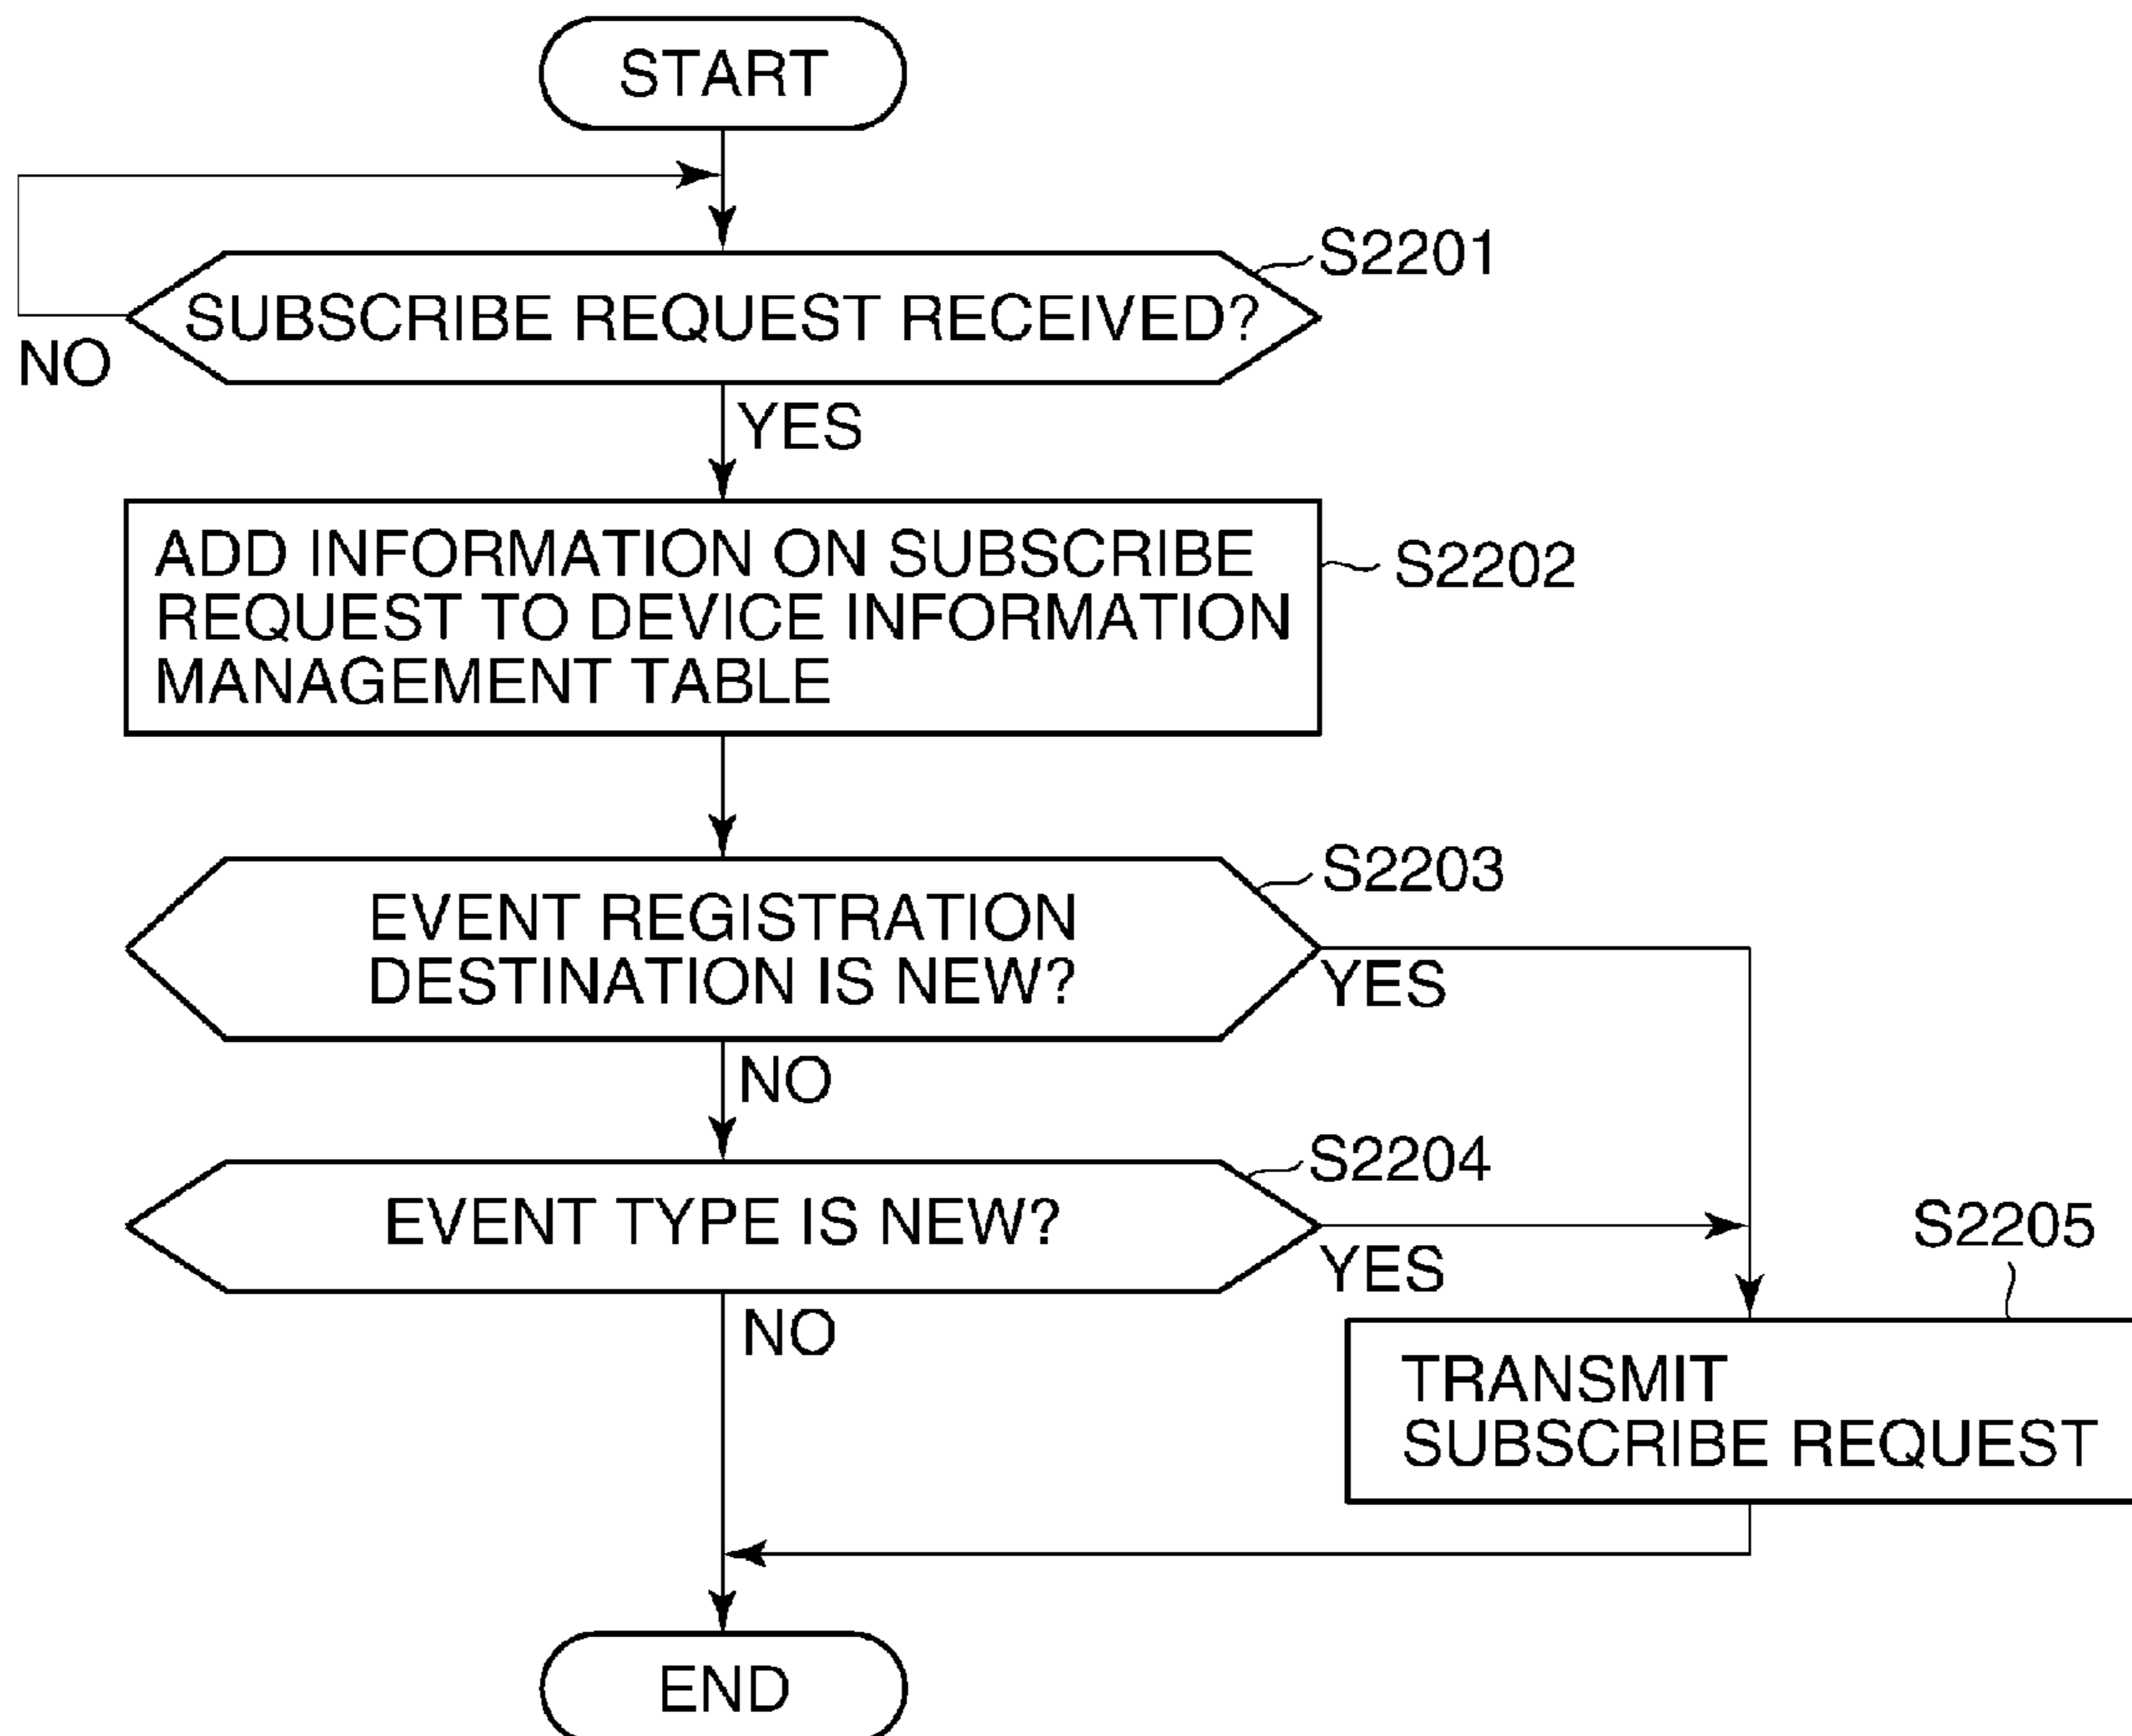 START
S2201
SUBSCRIBE REQUEST RECEIVED?
NO
YES
ADD INFORMATION ON SUBSCRIBE
REQUEST TO DEVICE INFORMATION
MANAGEMENT TABLE
S2202
S2203
EVENT REGISTRATION
DESTINATION IS NEW?
YES
NO
S2204
EVENT TYPE IS NEW?
YES
NO
S2205
TRANSMIT
SUBSCRIBE REQUEST
END